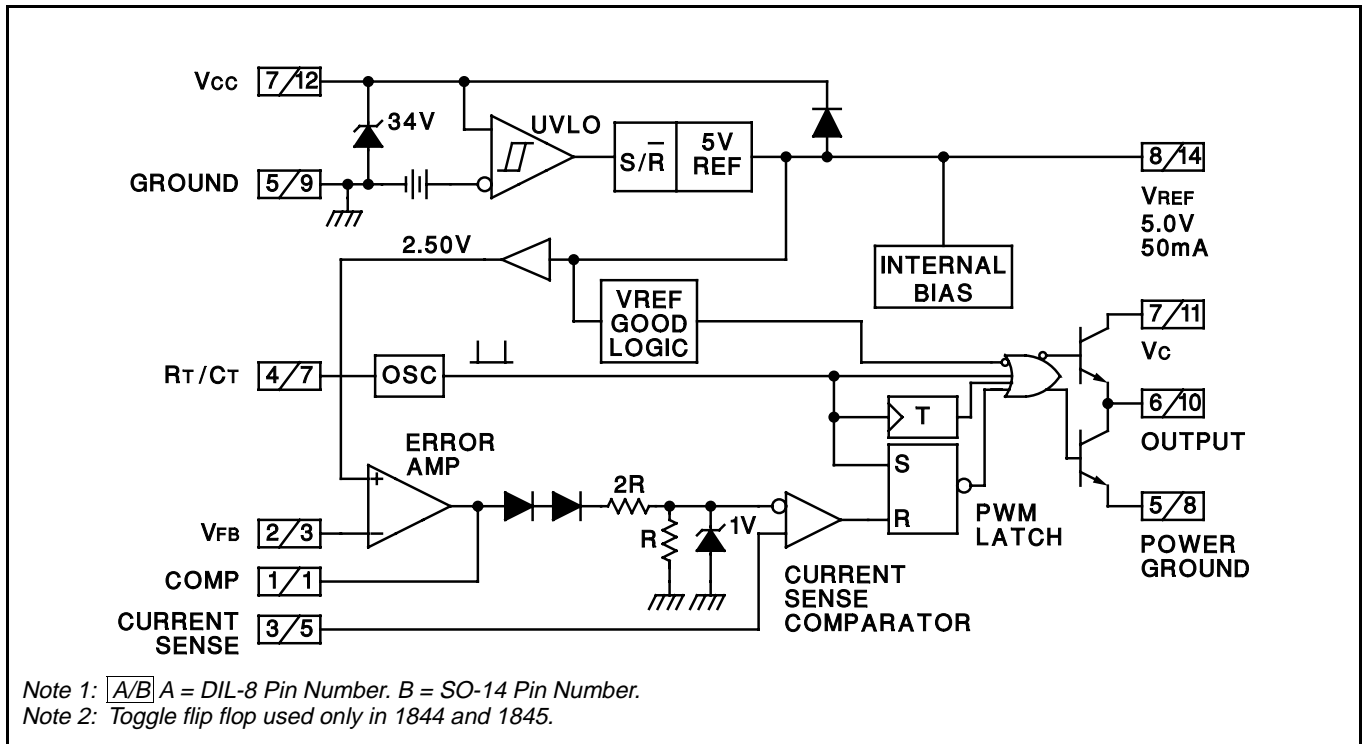 VCC 7/12
34V
UVLO
S/R̅
5V
REF
8/14
VREF
5.0V
50mA
GROUND 5/9
2.50V
INTERNAL
BIAS
VREF
GOOD
LOGIC
7/11
VC
RT/CT 4/7
OSC
T
6/10
OUTPUT
ERROR
AMP
+
−
2R
R
1V
S
R
PWM
LATCH
5/8
POWER
GROUND
VFB 2/3
COMP 1/1
CURRENT
SENSE
COMPARATOR
CURRENT
SENSE
3/5
Note 1: A/B A = DIL-8 Pin Number. B = SO-14 Pin Number.
Note 2: Toggle flip flop used only in 1844 and 1845.